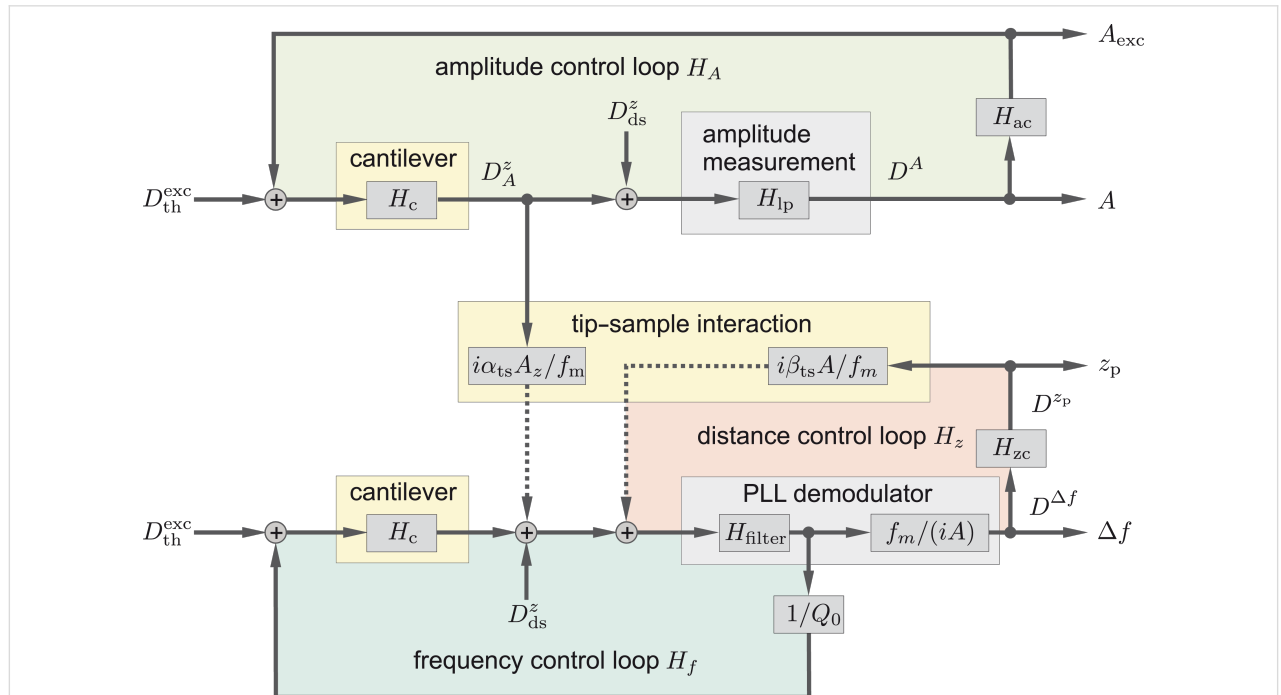 A_exc
amplitude control loop H_A
D^z_ds
H_ac
amplitude
measurement
cantilever
D^z_A
D^A
D^exc_th
+
H_c
+
H_lp
A
tip–sample interaction
iα_ts A_z/f_m
iβ_ts A/f_m
z_p
D^{z_p}
distance control loop H_z
H_zc
cantilever
PLL demodulator
D^{Δf}
D^exc_th
+
H_c
+
+
H_filter
f_m/(iA)
Δf
D^z_ds
1/Q_0
frequency control loop H_f